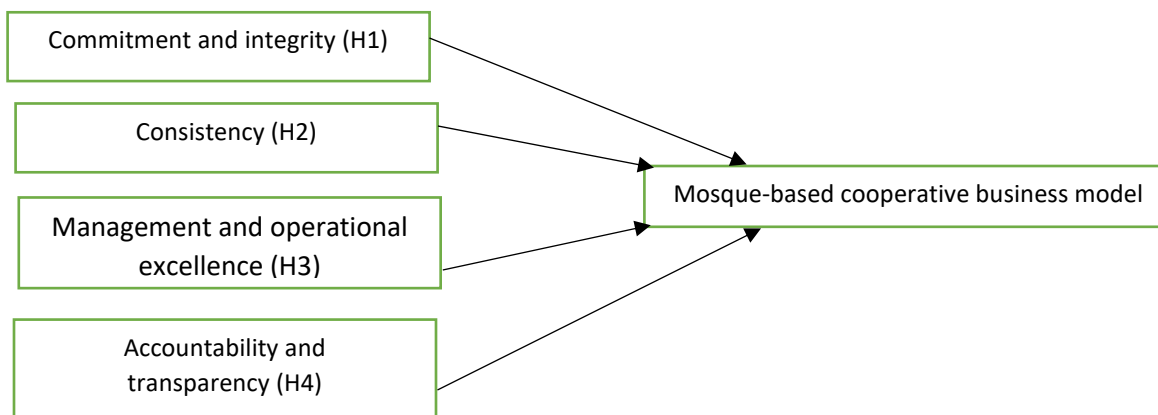 Commitment and integrity (H1)
Consistency (H2)
Mosque-based cooperative business model
Management and operational
excellence (H3)
Accountability and
transparency (H4)